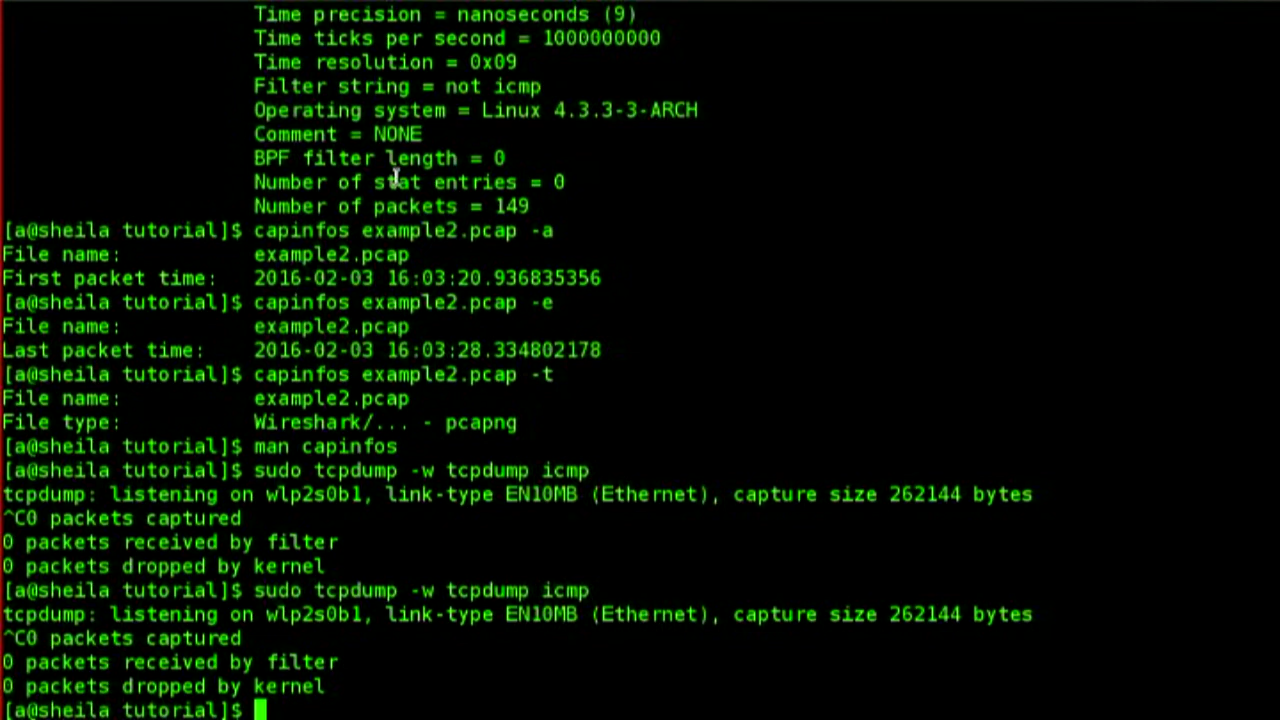 Time precision = nanoseconds (9)
Time ticks per second = 1000000000
Time resolution = 0x09
Filter string = not icmp
Operating system = Linux 4.3.3-3-ARCH
Comment = NONE
BPF filter length = 0
Number of stat entries = 0
Number of packets = 149
[a@sheila tutorial]$ capinfos example2.pcap -a
File name: example2.pcap
First packet time: 2016-02-03 16:03:20.936835356
[a@sheila tutorial]$ capinfos example2.pcap -e
File name: example2.pcap
Last packet time: 2016-02-03 16:03:28.334802178
[a@sheila tutorial]$ capinfos example2.pcap -t
File name: example2.pcap
File type: Wireshark/... - pcapng
[a@sheila tutorial]$ man capinfos
[a@sheila tutorial]$ sudo tcpdump -w tcpdump icmp
tcpdump: listening on wlp2s0b1, link-type EN10MB (Ethernet), capture size 262144 bytes
^C0 packets captured
0 packets received by filter
0 packets dropped by kernel
[a@sheila tutorial]$ sudo tcpdump -w tcpdump icmp
tcpdump: listening on wlp2s0b1, link-type EN10MB (Ethernet), capture size 262144 bytes
^C0 packets captured
0 packets received by filter
0 packets dropped by kernel
[a@sheila tutorial]$